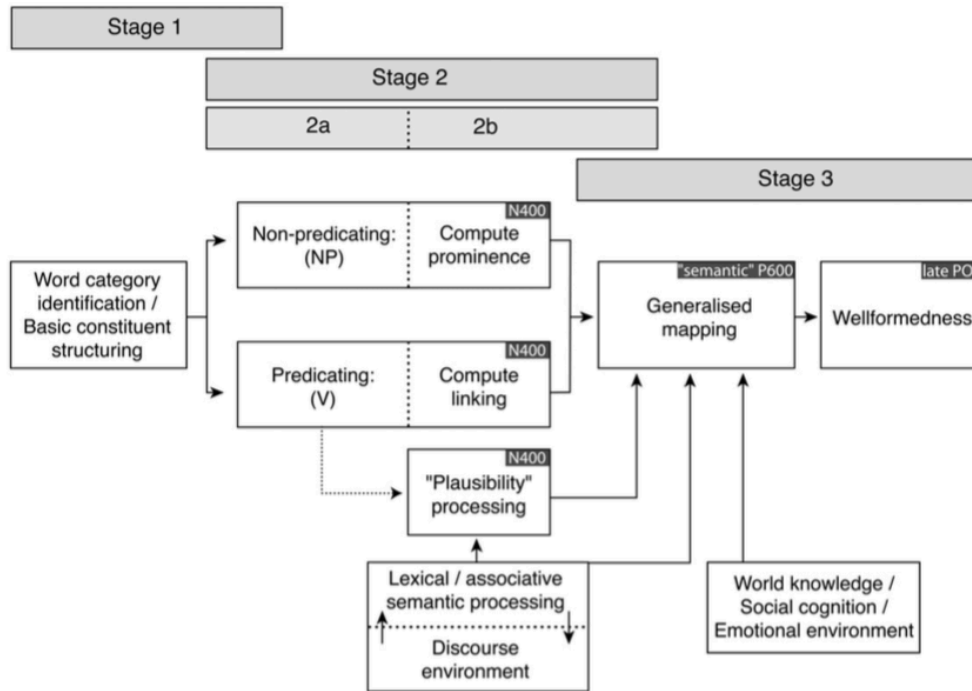 Stage 1
Stage 2
2a
2b
Stage 3
N400
Non-predicating:
(NP)
Compute
prominence
Word category
identification /
Basic constituent
structuring
"semantic" P600
Generalised
mapping
late PO
Wellformedness
N400
Predicating:
(V)
Compute
linking
N400
"Plausibility"
processing
Lexical / associative
semantic processing
Discourse
environment
World knowledge /
Social cognition /
Emotional environment